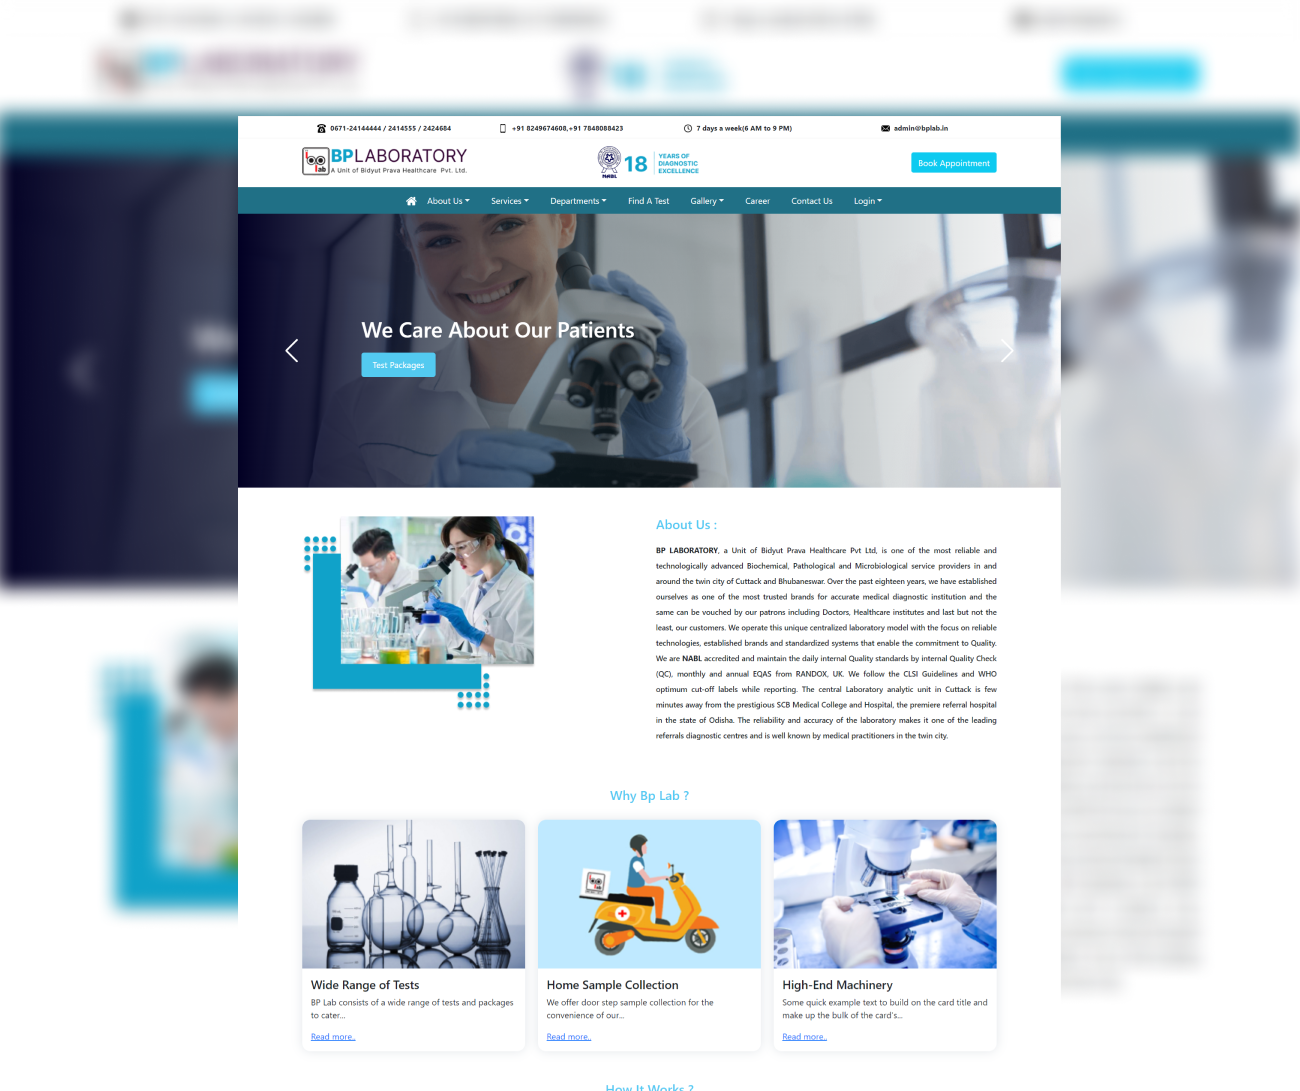 0671-24144444 / 2414555 / 2424684
+91 8249674608,+91 7848088423
7 days a week(6 AM to 9 PM)
admin@bplab.in
BPLABORATORY
A Unit of Bidyut Prava Healthcare Pvt. Ltd.
lab
NABL
18 YEARS OF
DIAGNOSTIC
EXCELLENCE
Book Appointment
About Us
Services
Departments
Find A Test
Gallery
Career
Contact Us
Login
We Care About Our Patients
Test Packages
About Us :
BP LABORATORY, a Unit of Bidyut Prava Healthcare Pvt Ltd, is one of the most reliable and
technologically advanced Biochemical, Pathological and Microbiological service providers in and
around the twin city of Cuttack and Bhubaneswar. Over the past eighteen years, we have established
ourselves as one of the most trusted brands for accurate medical diagnostic institution and the
same can be vouched by our patrons including Doctors, Healthcare institutes and last but not the
least, our customers. We operate this unique centralized laboratory model with the focus on reliable
technologies, established brands and standardized systems that enable the commitment to Quality.
We are NABL accredited and maintain the daily internal Quality standards by internal Quality Check
(QC), monthly and annual EQAS from RANDOX, UK. We follow the CLSI Guidelines and WHO
optimum cut-off labels while reporting. The central Laboratory analytic unit in Cuttack is few
minutes away from the prestigious SCB Medical College and Hospital, the premiere referral hospital
in the state of Odisha. The reliability and accuracy of the laboratory makes it one of the leading
referrals diagnostic centres and is well known by medical practitioners in the twin city.
Why Bp Lab ?
Wide Range of Tests
BP Lab consists of a wide range of tests and packages
to cater...
Read more..
Home Sample Collection
We offer door step sample collection for the
convenience of our...
Read more..
High-End Machinery
Some quick example text to build on the card title and
make up the bulk of the card's...
Read more..
How It Works ?